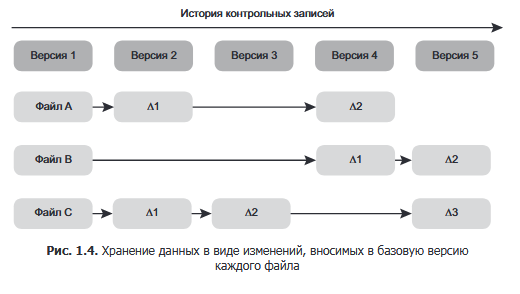 История контрольных записей
Версия 1 Версия 2 Версия 3 Версия 4 Версия 5
Файл A Δ1 Δ2
Файл B Δ1 Δ2
Файл C Δ1 Δ2 Δ3
Рис. 1.4. Хранение данных в виде изменений, вносимых в базовую версию
каждого файла